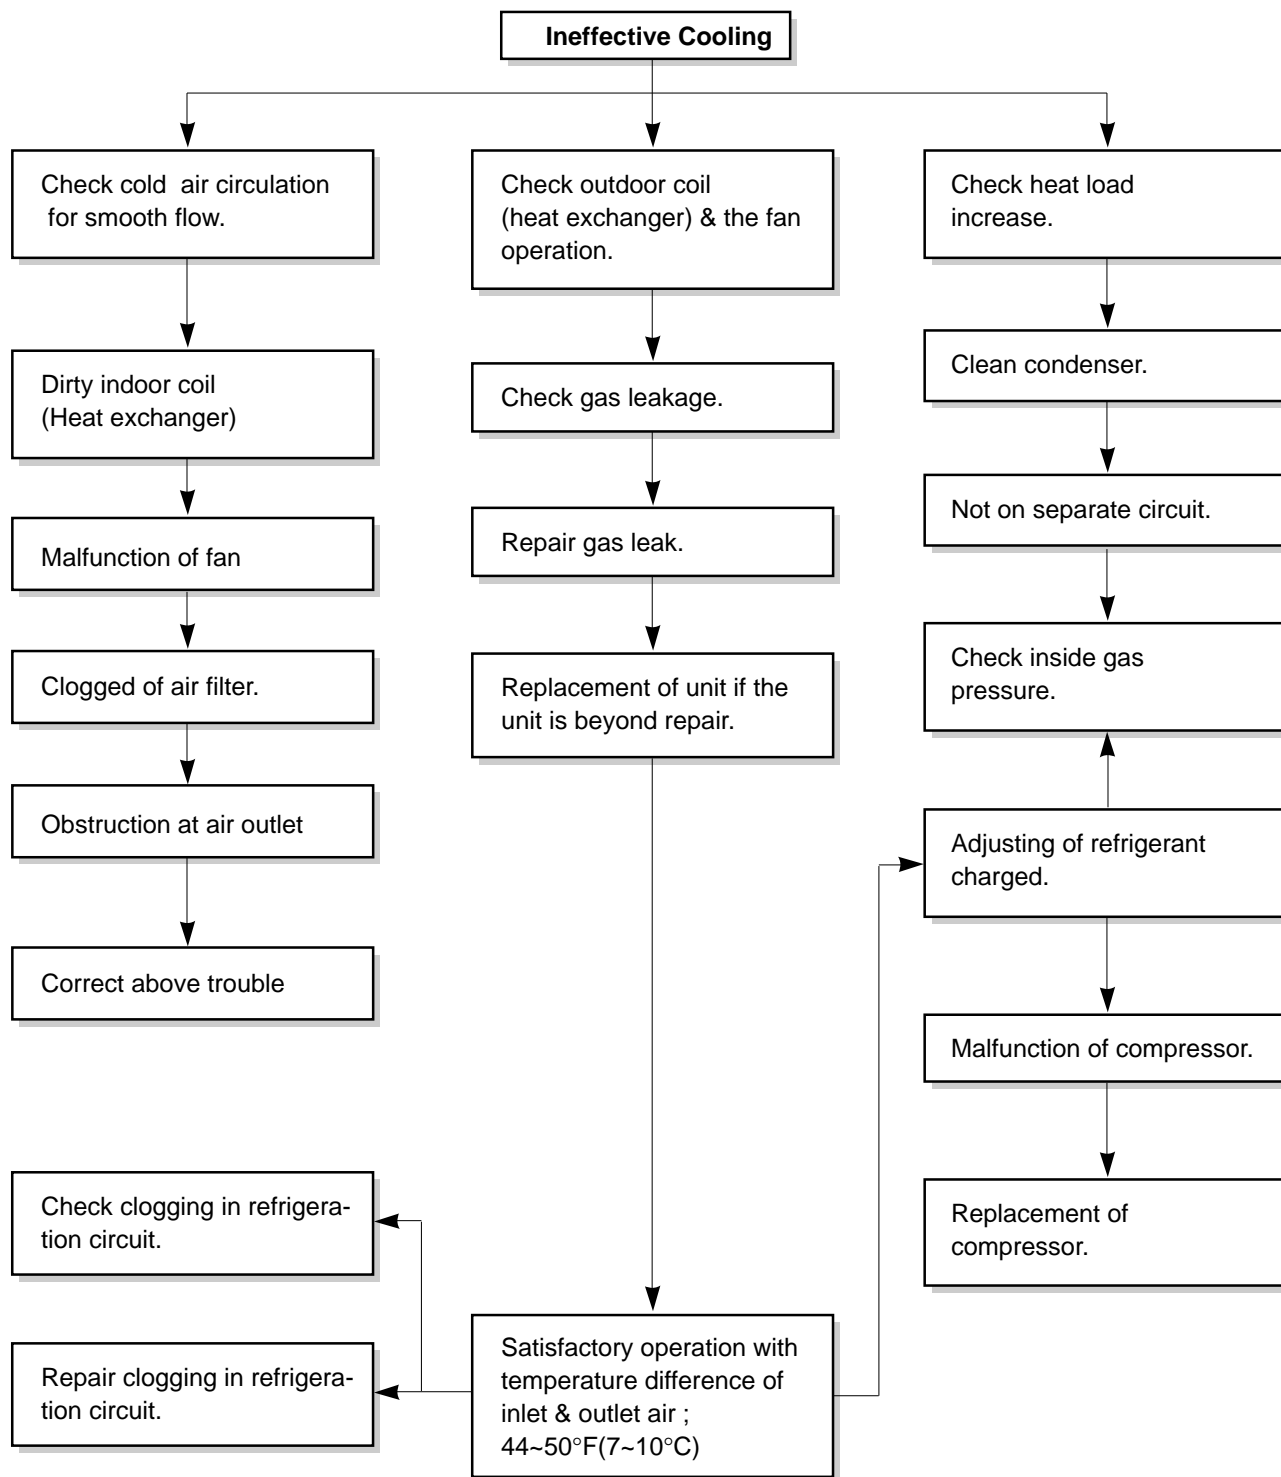 Ineffective Cooling
Check cold air circulation
for smooth flow.
Dirty indoor coil
(Heat exchanger)
Malfunction of fan
Clogged of air filter.
Obstruction at air outlet
Correct above trouble
Check outdoor coil
(heat exchanger) & the fan
operation.
Check gas leakage.
Repair gas leak.
Replacement of unit if the
unit is beyond repair.
Check heat load
increase.
Clean condenser.
Not on separate circuit.
Check inside gas
pressure.
Adjusting of refrigerant
charged.
Malfunction of compressor.
Replacement of
compressor.
Check clogging in refrigera-
tion circuit.
Repair clogging in refrigera-
tion circuit.
Satisfactory operation with
temperature difference of
inlet & outlet air ;
44~50°F(7~10°C)